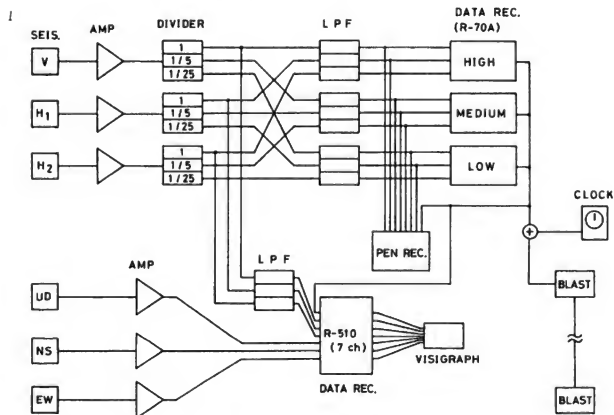 SEIS.
AMP
DIVIDER
L P F
DATA REC.
(R-70A)
V
1
1/5
1/25
HIGH
H1
1
1/5
1/25
MEDIUM
H2
1
1/5
1/25
LOW
CLOCK
PEN REC.
AMP
L P F
UD
BLAST
NS
R-510
(7 ch)
VISIGRAPH
DATA REC.
EW
BLAST